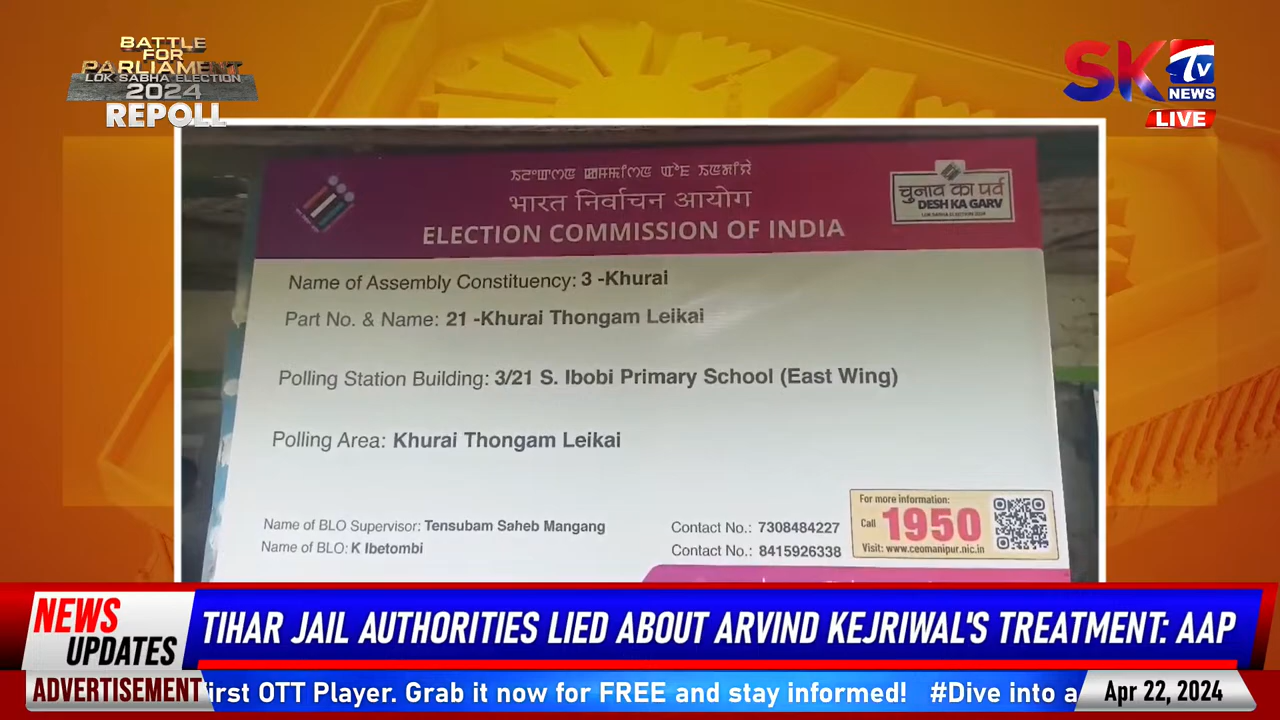 BATTLE
FOR
PARLIAMENT
LOK SABHA ELECTION
2024
REPOLL
SK TV
NEWS
LIVE
भारत निर्वाचन आयोग
ELECTION COMMISSION OF INDIA
चुनाव का पर्व
DESH KA GARV
LOK SABHA ELECTION 2024
Name of Assembly Constituency: 3 -Khurai
Part No. & Name: 21 -Khurai Thongam Leikai
Polling Station Building: 3/21 S. Ibobi Primary School (East Wing)
Polling Area: Khurai Thongam Leikai
Name of BLO Supervisor: Tensubam Saheb Mangang
Contact No.: 7308484227
Name of BLO: K Ibetombi
Contact No.: 8415926338
For more information:
Call 1950
Visit: www.ceomanipur.nic.in
NEWS
UPDATES
TIHAR JAIL AUTHORITIES LIED ABOUT ARVIND KEJRIWAL'S TREATMENT: AAP
ADVERTISEMENT
irst OTT Player. Grab it now for FREE and stay informed! #Dive into a
Apr 22, 2024